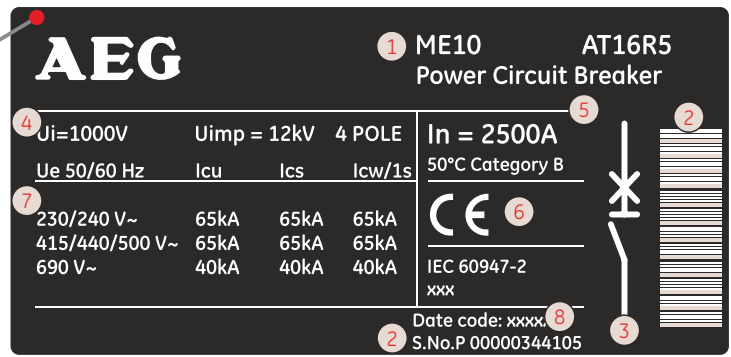 AEG
1 ME10 AT16R5
Power Circuit Breaker
4 Ui=1000V Uimp = 12kV 4 POLE
Ue 50/60 Hz Icu Ics Icw/1s
7
230/240 V~ 65kA 65kA 65kA
415/440/500 V~ 65kA 65kA 65kA
690 V~ 40kA 40kA 40kA
5
In = 2500A
50°C Category B
CE 6
IEC 60947-2
xxx
2
3
Date code: xxxx. 8
2 S.No.P 00000344105